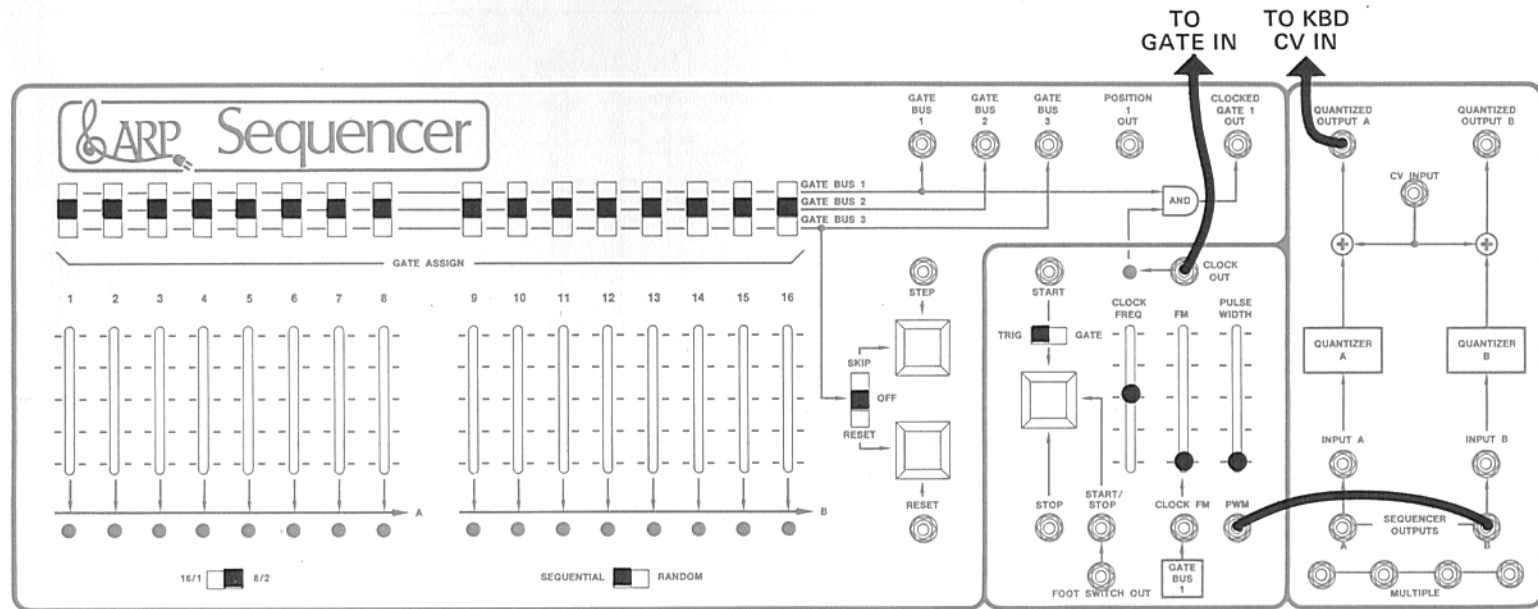 TO
GATE IN
TO KBD
CV IN
ARP Sequencer
GATE
BUS
1
GATE
BUS
2
GATE
BUS
3
POSITION
1
OUT
CLOCKED
GATE 1
OUT
QUANTIZED
OUTPUT A
QUANTIZED
OUTPUT B
CV INPUT
GATE BUS 1
GATE BUS 2
GATE BUS 3
AND
GATE ASSIGN
1 2 3 4 5 6 7 8 9 10 11 12 13 14 15 16
STEP
SKIP
OFF
RESET
RESET
START
TRIG GATE
CLOCK
OUT
CLOCK
FREQ
FM
PULSE
WIDTH
STOP
START/
STOP
CLOCK FM
PWM
GATE
BUS
1
FOOT SWITCH OUT
QUANTIZER
A
QUANTIZER
B
INPUT A
INPUT B
SEQUENCER
OUTPUTS
A
B
MULTIPLE
A
B
16/1 8/2
SEQUENTIAL RANDOM